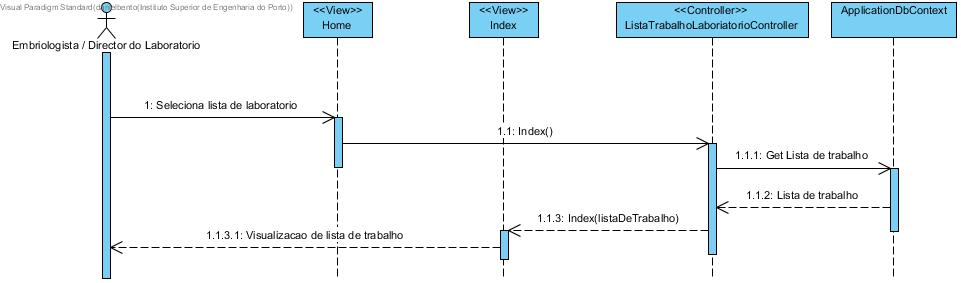 Visual Paradigm Standard(danielbento(Instituto Superior de Engenharia do Porto))
<<View>>
Home
<<View>>
Index
<<Controller>>
ListaTrabalhoLaboriatorioController
ApplicationDbContext
Embriologista / Director do Laboratorio
1: Seleciona lista de laboratorio
1.1: Index()
1.1.1: Get Lista de trabalho
1.1.2: Lista de trabalho
1.1.3: Index(listaDeTrabalho)
1.1.3.1: Visualizacao de lista de trabalho